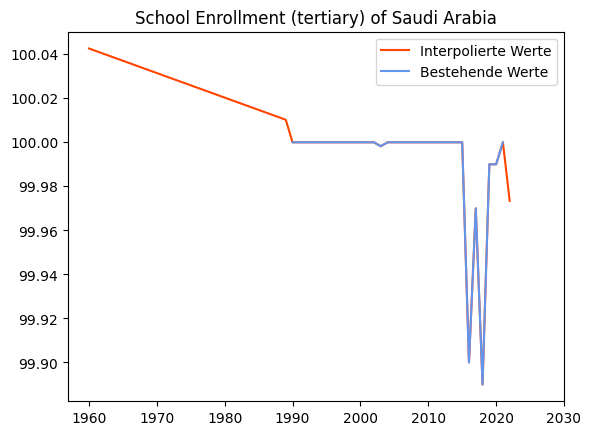 School Enrollment (tertiary) of Saudi Arabia
Interpolierte Werte
Bestehende Werte
100.04
100.02
100.00
99.98
99.96
99.94
99.92
99.90
1960 1970 1980 1990 2000 2010 2020 2030